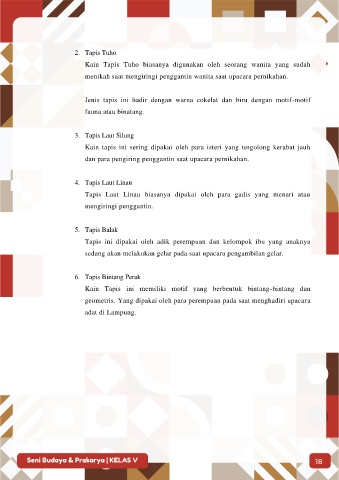 2. Tapis Tuho
Kain Tapis Tuho biasanya digunakan oleh seorang wanita yang sudah
menikah saat mengiringi penggantin wanita saat upacara pernikahan.
Jenis tapis ini hadir dengan warna cokelat dan biru dengan motif-motif
fauna atau binatang.
3. Tapis Laut Silung
Kain tapis ini sering dipakai oleh para isteri yang tergolong kerabat jauh
dan para pengiring penggantin saat upacara pernikahan.
4. Tapis Laut Linau
Tapis Laut Linau biasanya dipakai oleh para gadis yang menari atau
mengiringi penggantin.
5. Tapis Balak
Tapis ini dipakai oleh adik perempuan dan kelompok ibu yang anaknya
sedang akan melakukan gelar pada saat upacara pengambilan gelar.
6. Tapis Bintang Perak
Kain Tapis ini memiliki motif yang berbentuk bintang-bintang dan
geometris. Yang dipakai oleh para perempuan pada saat menghadiri upacara
adat di Lampung.
Seni Budaya & Prakarya | KELAS V
18